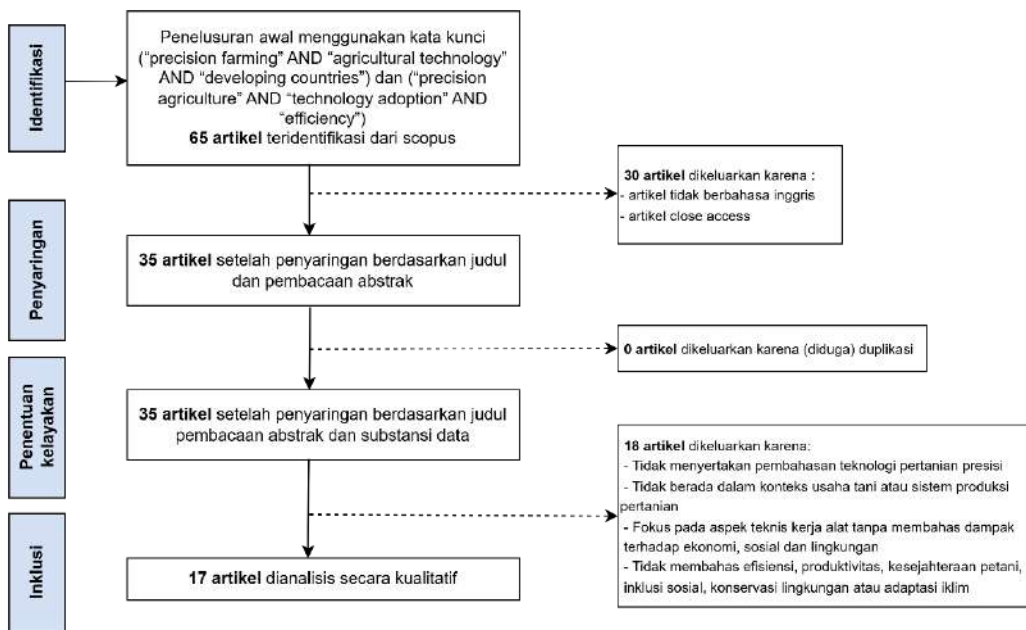 Identifikasi
Penelusuran awal menggunakan kata kunci
(“precision farming” AND “agricultural technology”
AND “developing countries”) dan (“precision
agriculture” AND “technology adoption” AND
“efficiency”)
65 artikel teridentifikasi dari scopus
30 artikel dikeluarkan karena :
- artikel tidak berbahasa inggris
- artikel close access
Penyaringan
35 artikel setelah penyaringan berdasarkan judul
dan pembacaan abstrak
0 artikel dikeluarkan karena (diduga) duplikasi
Penentuan
kelayakan
35 artikel setelah penyaringan berdasarkan judul
pembacaan abstrak dan substansi data
18 artikel dikeluarkan karena:
- Tidak menyertakan pembahasan teknologi pertanian presisi
- Tidak berada dalam konteks usaha tani atau sistem produksi
pertanian
- Fokus pada aspek teknis kerja alat tanpa membahas dampak
terhadap ekonomi, sosial dan lingkungan
- Tidak membahas efisiensi, produktivitas, kesejahteraan petani,
inklusi sosial, konservasi lingkungan atau adaptasi iklim
Inklusi
17 artikel dianalisis secara kualitatif